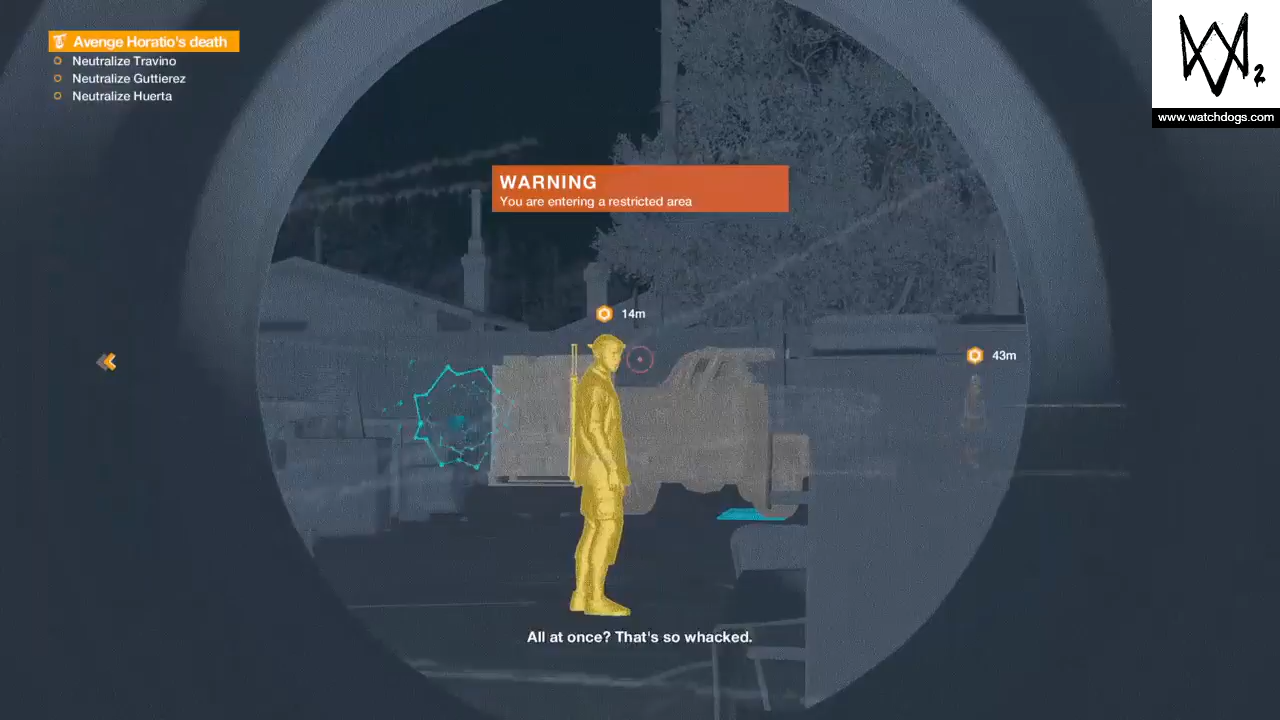 Avenge Horatio's death
Neutralize Travino
Neutralize Guttierez
Neutralize Huerta
2
www.watchdogs.com
WARNING
You are entering a restricted area
14m
43m
All at once? That's so whacked.